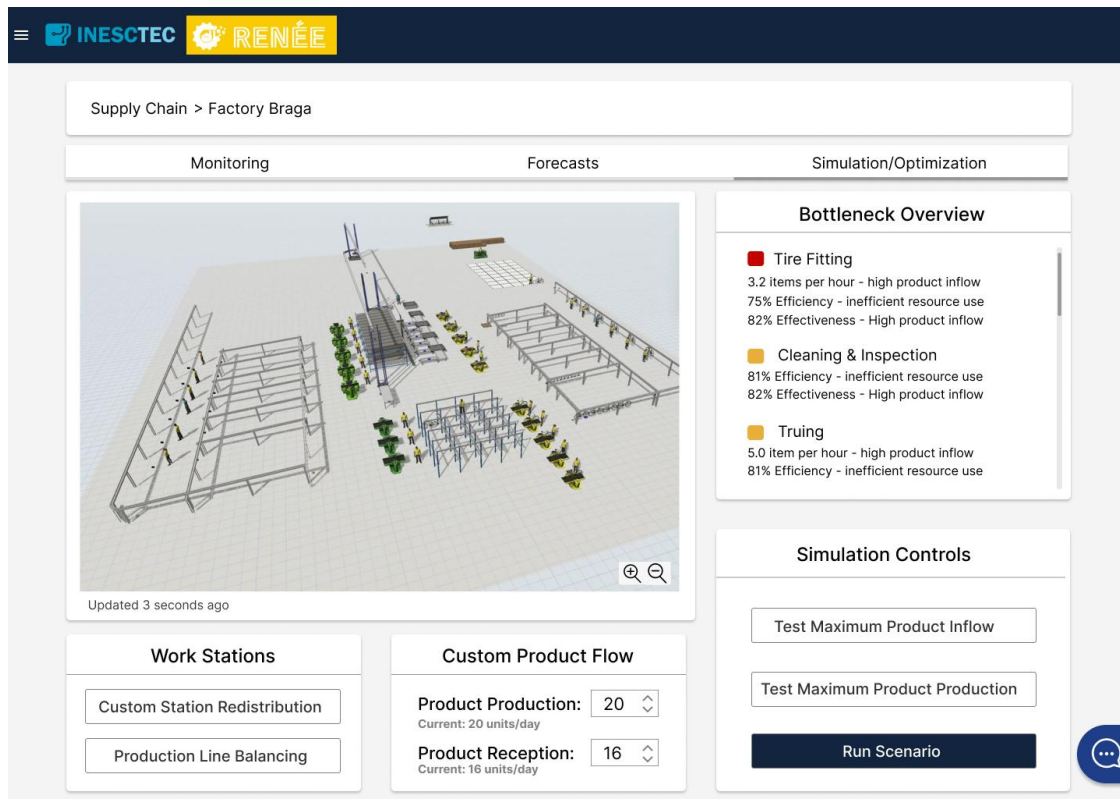 INESCTEC RENÉE
Supply Chain > Factory Braga
Monitoring
Forecasts
Simulation/Optimization
Bottleneck Overview
Tire Fitting
3.2 items per hour - high product inflow
75% Efficiency - inefficient resource use
82% Effectiveness - High product inflow
Cleaning & Inspection
81% Efficiency - inefficient resource use
82% Effectiveness - High product inflow
Truing
5.0 item per hour - high product inflow
81% Efficiency - inefficient resource use
Updated 3 seconds ago
Work Stations
Custom Station Redistribution
Production Line Balancing
Custom Product Flow
Product Production: 20
Current: 20 units/day
Product Reception: 16
Current: 16 units/day
Simulation Controls
Test Maximum Product Inflow
Test Maximum Product Production
Run Scenario